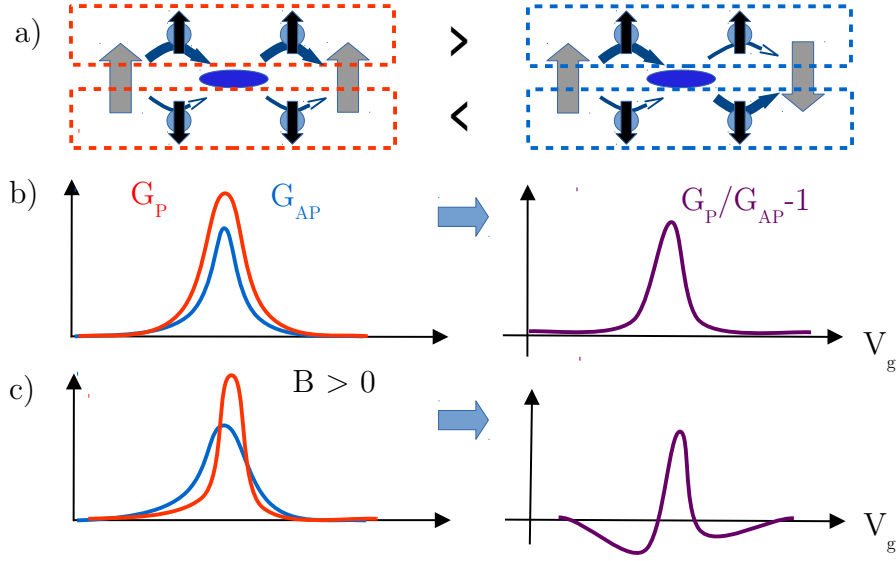 a)
>
<
b)
G_P
G_AP
G_P/G_AP-1
V_g
c)
B > 0
V_g